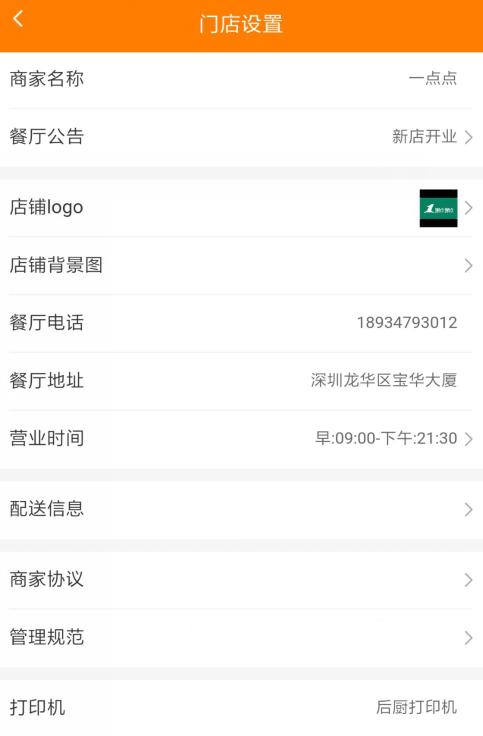 门店设置
商家名称 一点点
餐厅公告 新店开业
店铺logo
店铺背景图
餐厅电话 18934793012
餐厅地址 深圳龙华区宝华大厦
营业时间 早:09:00-下午:21:30
配送信息
商家协议
管理规范
打印机 后厨打印机